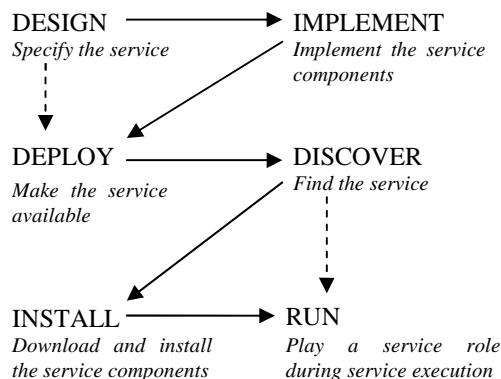 DESIGN
Specify the service
IMPLEMENT
Implement the service
components
DEPLOY
Make the service
available
DISCOVER
Find the service
INSTALL
Download and install
the service components
RUN
Play a service role
during service execution